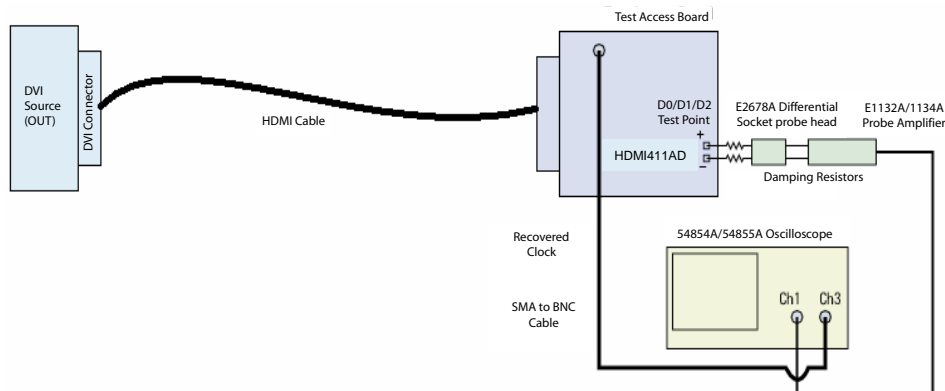 Test Access Board
DVI
Source
(OUT)
DVI Connector
HDMI Cable
D0/D1/D2
Test Point
+
−
HDMI411AD
E2678A Differential
Socket probe head
E1132A/1134A
Probe Amplifier
Damping Resistors
Recovered
Clock
54854A/54855A Oscilloscope
Ch1
Ch3
SMA to BNC
Cable